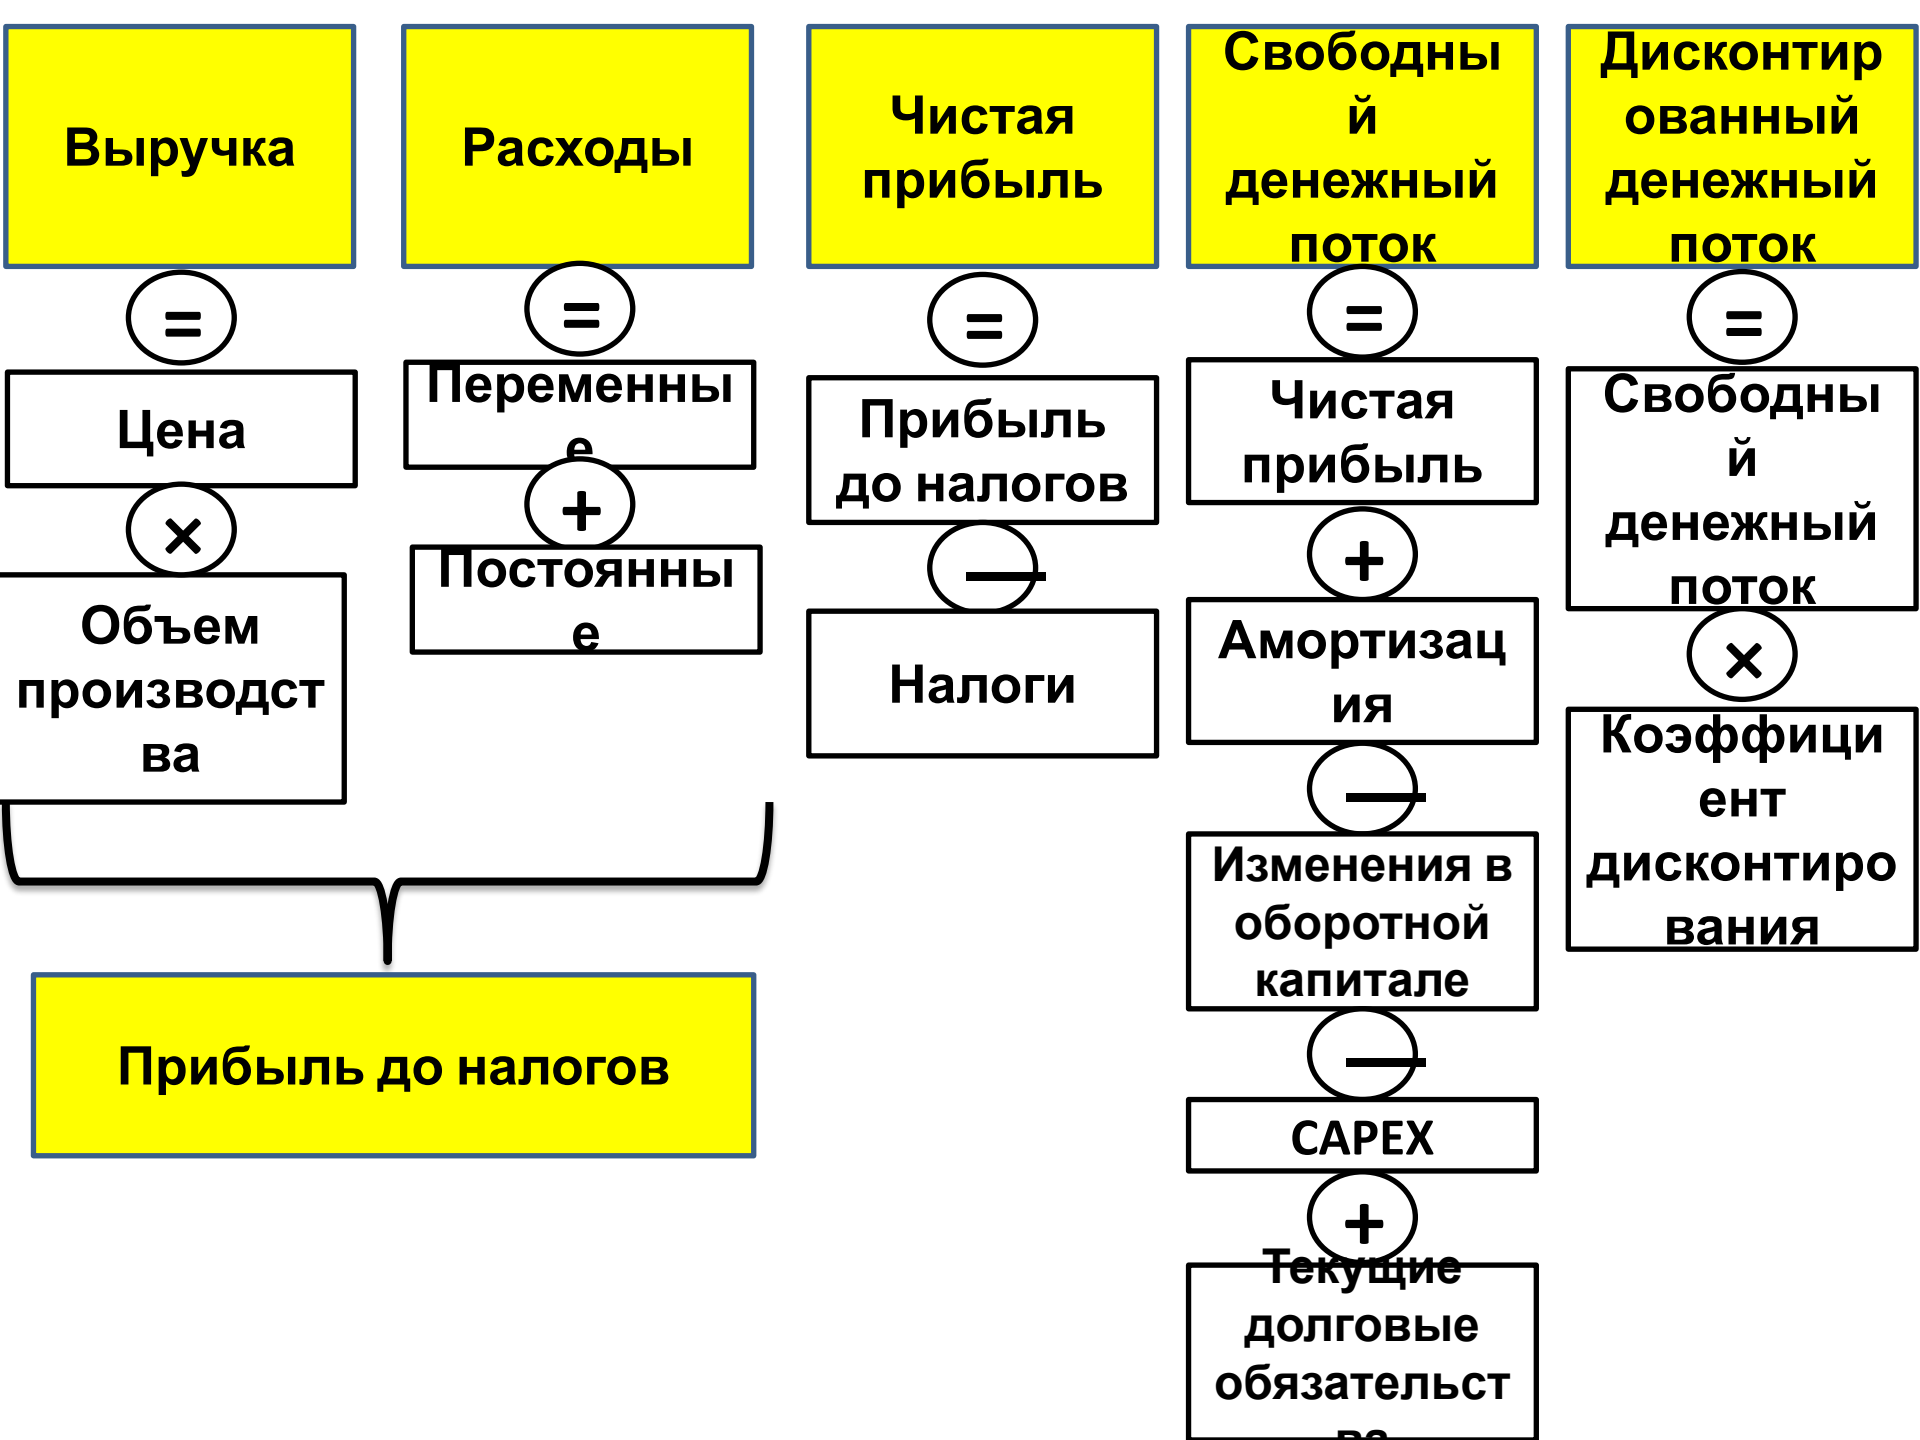 Выручка
=
Цена
×
Объем
производст
ва
Расходы
=
Переменны
е
+
Постоянны
е
Прибыль до налогов
Чистая
прибыль
=
Прибыль
до налогов
—
Налоги
Свободны
й
денежный
поток
=
Чистая
прибыль
+
Амортизац
ия
—
Изменения в
оборотной
капитале
—
CAPEX
+
Текущие
долговые
обязательст
ва
Дисконтир
ованный
денежный
поток
=
Свободны
й
денежный
поток
×
Коэффици
ент
дисконтиро
вания